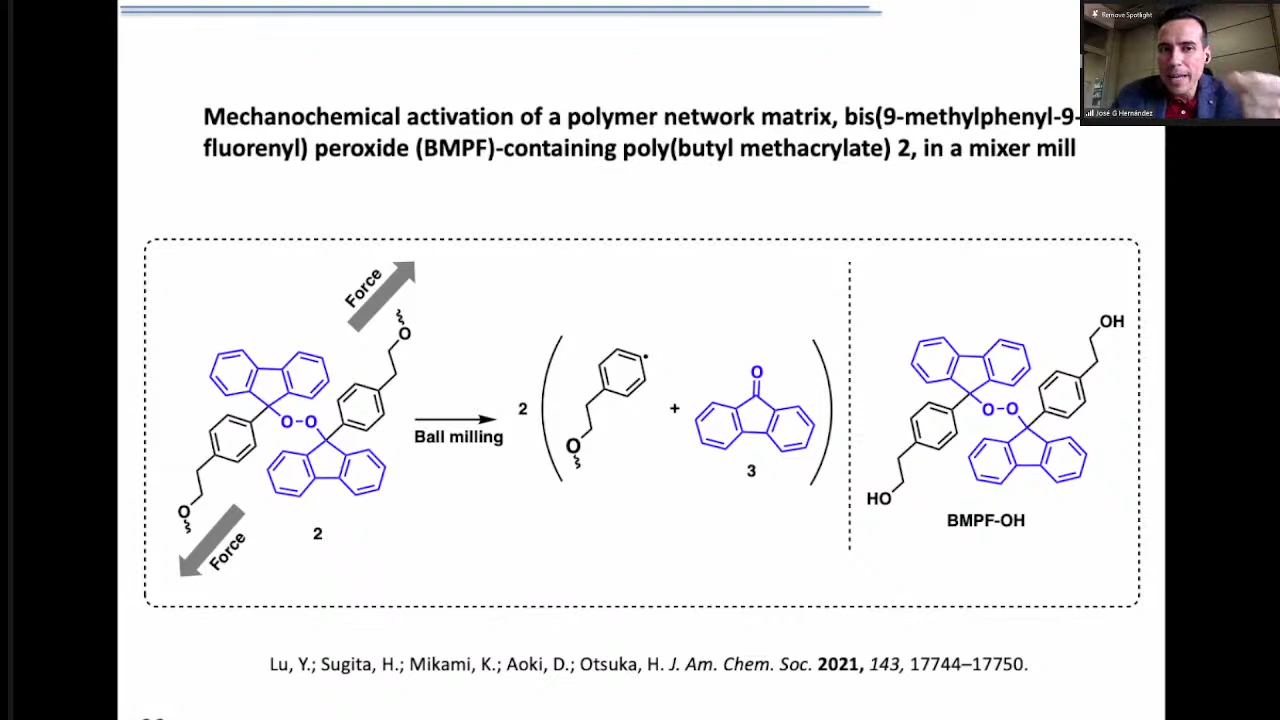 Remove Spotlight
José G Hernández
Mechanochemical activation of a polymer network matrix, bis(9-methylphenyl-9-
fluorenyl) peroxide (BMPF)-containing poly(butyl methacrylate) 2, in a mixer mill
Force
O
O-O
O
Force
2
Ball milling
2
O
+
O
3
OH
O-O
HO
BMPF-OH
Lu, Y.; Sugita, H.; Mikami, K.; Aoki, D.; Otsuka, H. J. Am. Chem. Soc. 2021, 143, 17744–17750.